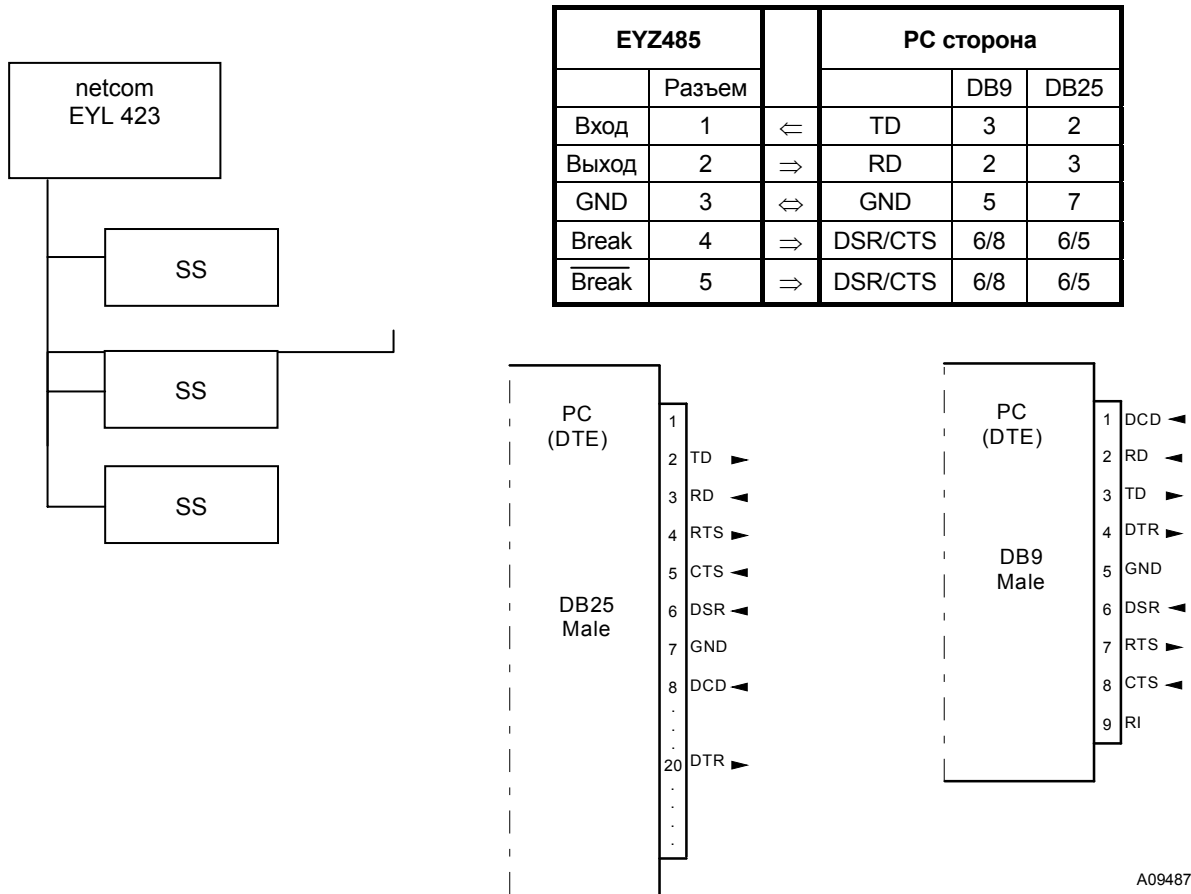 netcom
EYL 423
SS
SS
SS
EYZ485 PC сторона
Разъем DB9 DB25
Вход 1 ⇐ TD 3 2
Выход 2 ⇒ RD 2 3
GND 3 ⇔ GND 5 7
Break 4 ⇒ DSR/CTS 6/8 6/5
Break 5 ⇒ DSR/CTS 6/8 6/5
PC
(DTE)
DB25
Male
1
2 TD
3 RD
4 RTS
5 CTS
6 DSR
7 GND
8 DCD
.
.
.
20 DTR
.
.
.
.
PC
(DTE)
DB9
Male
1 DCD
2 RD
3 TD
4 DTR
5 GND
6 DSR
7 RTS
8 CTS
9 RI
A09487